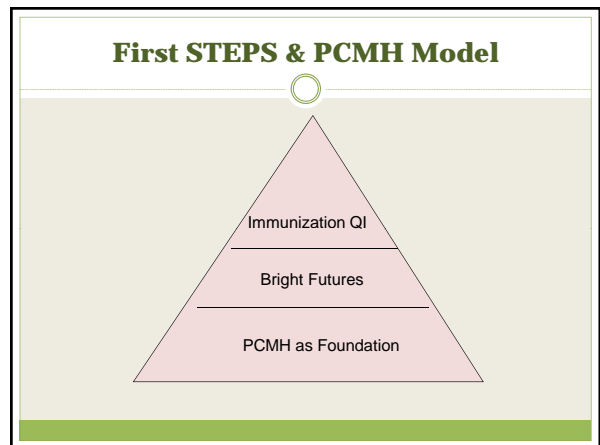 First STEPS & PCMH Model
Immunization QI
Bright Futures
PCMH as Foundation